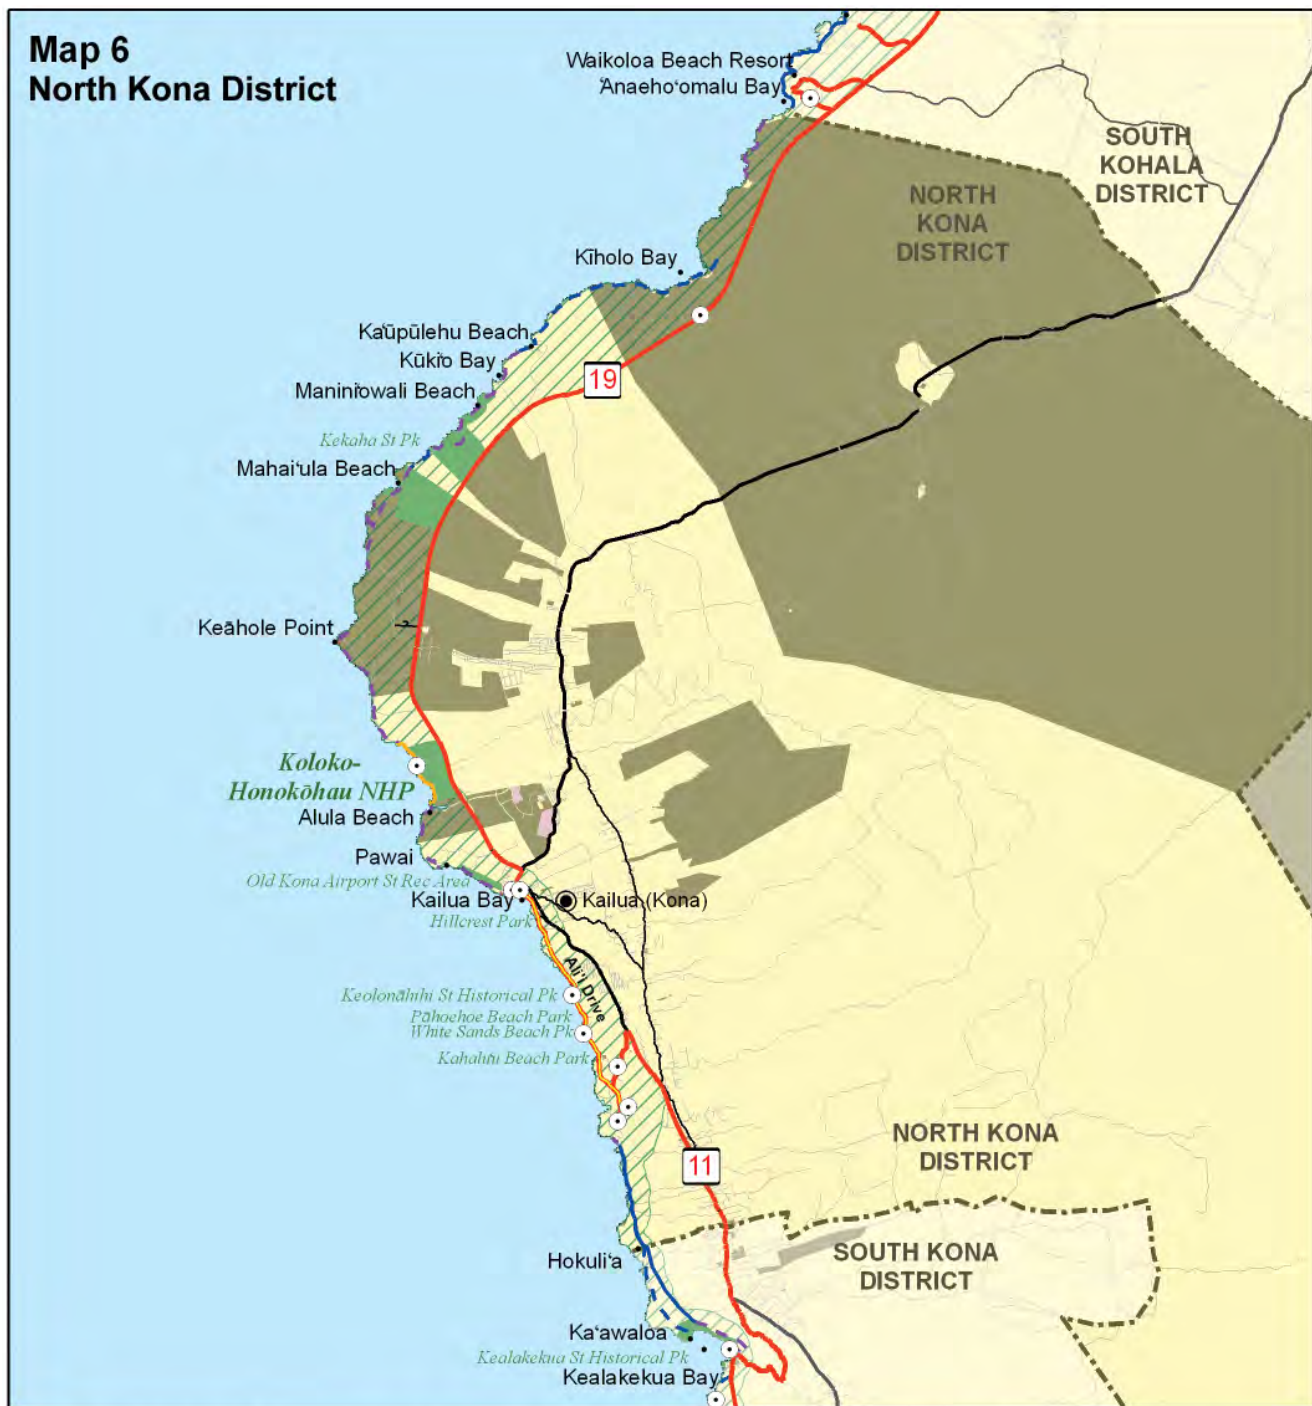 Map 6
North Kona District
Waikoloa Beach Resort
'Anaeho'omalu Bay
SOUTH
KOHALA
DISTRICT
NORTH
KONA
DISTRICT
Kīholo Bay
Ka'ūpūlehu Beach
Kūki'o Bay
19
Manini'owali Beach
Kekaha St Pk
Mahai'ula Beach
Keāhole Point
Koloko-
Honokōhau NHP
Alula Beach
Pawai
Old Kona Airport St Rec Area
Kailua Bay
Kailua (Kona)
Hillcrest Park
Ali'i Drive
Keolonāhihi St Historical Pk
Pāhoehoe Beach Park
White Sands Beach Pk
Kahalu'u Beach Park
NORTH KONA
DISTRICT
11
SOUTH KONA
DISTRICT
Hokuli'a
Ka'awaloa
Kealakekua St Historical Pk
Kealakekua Bay